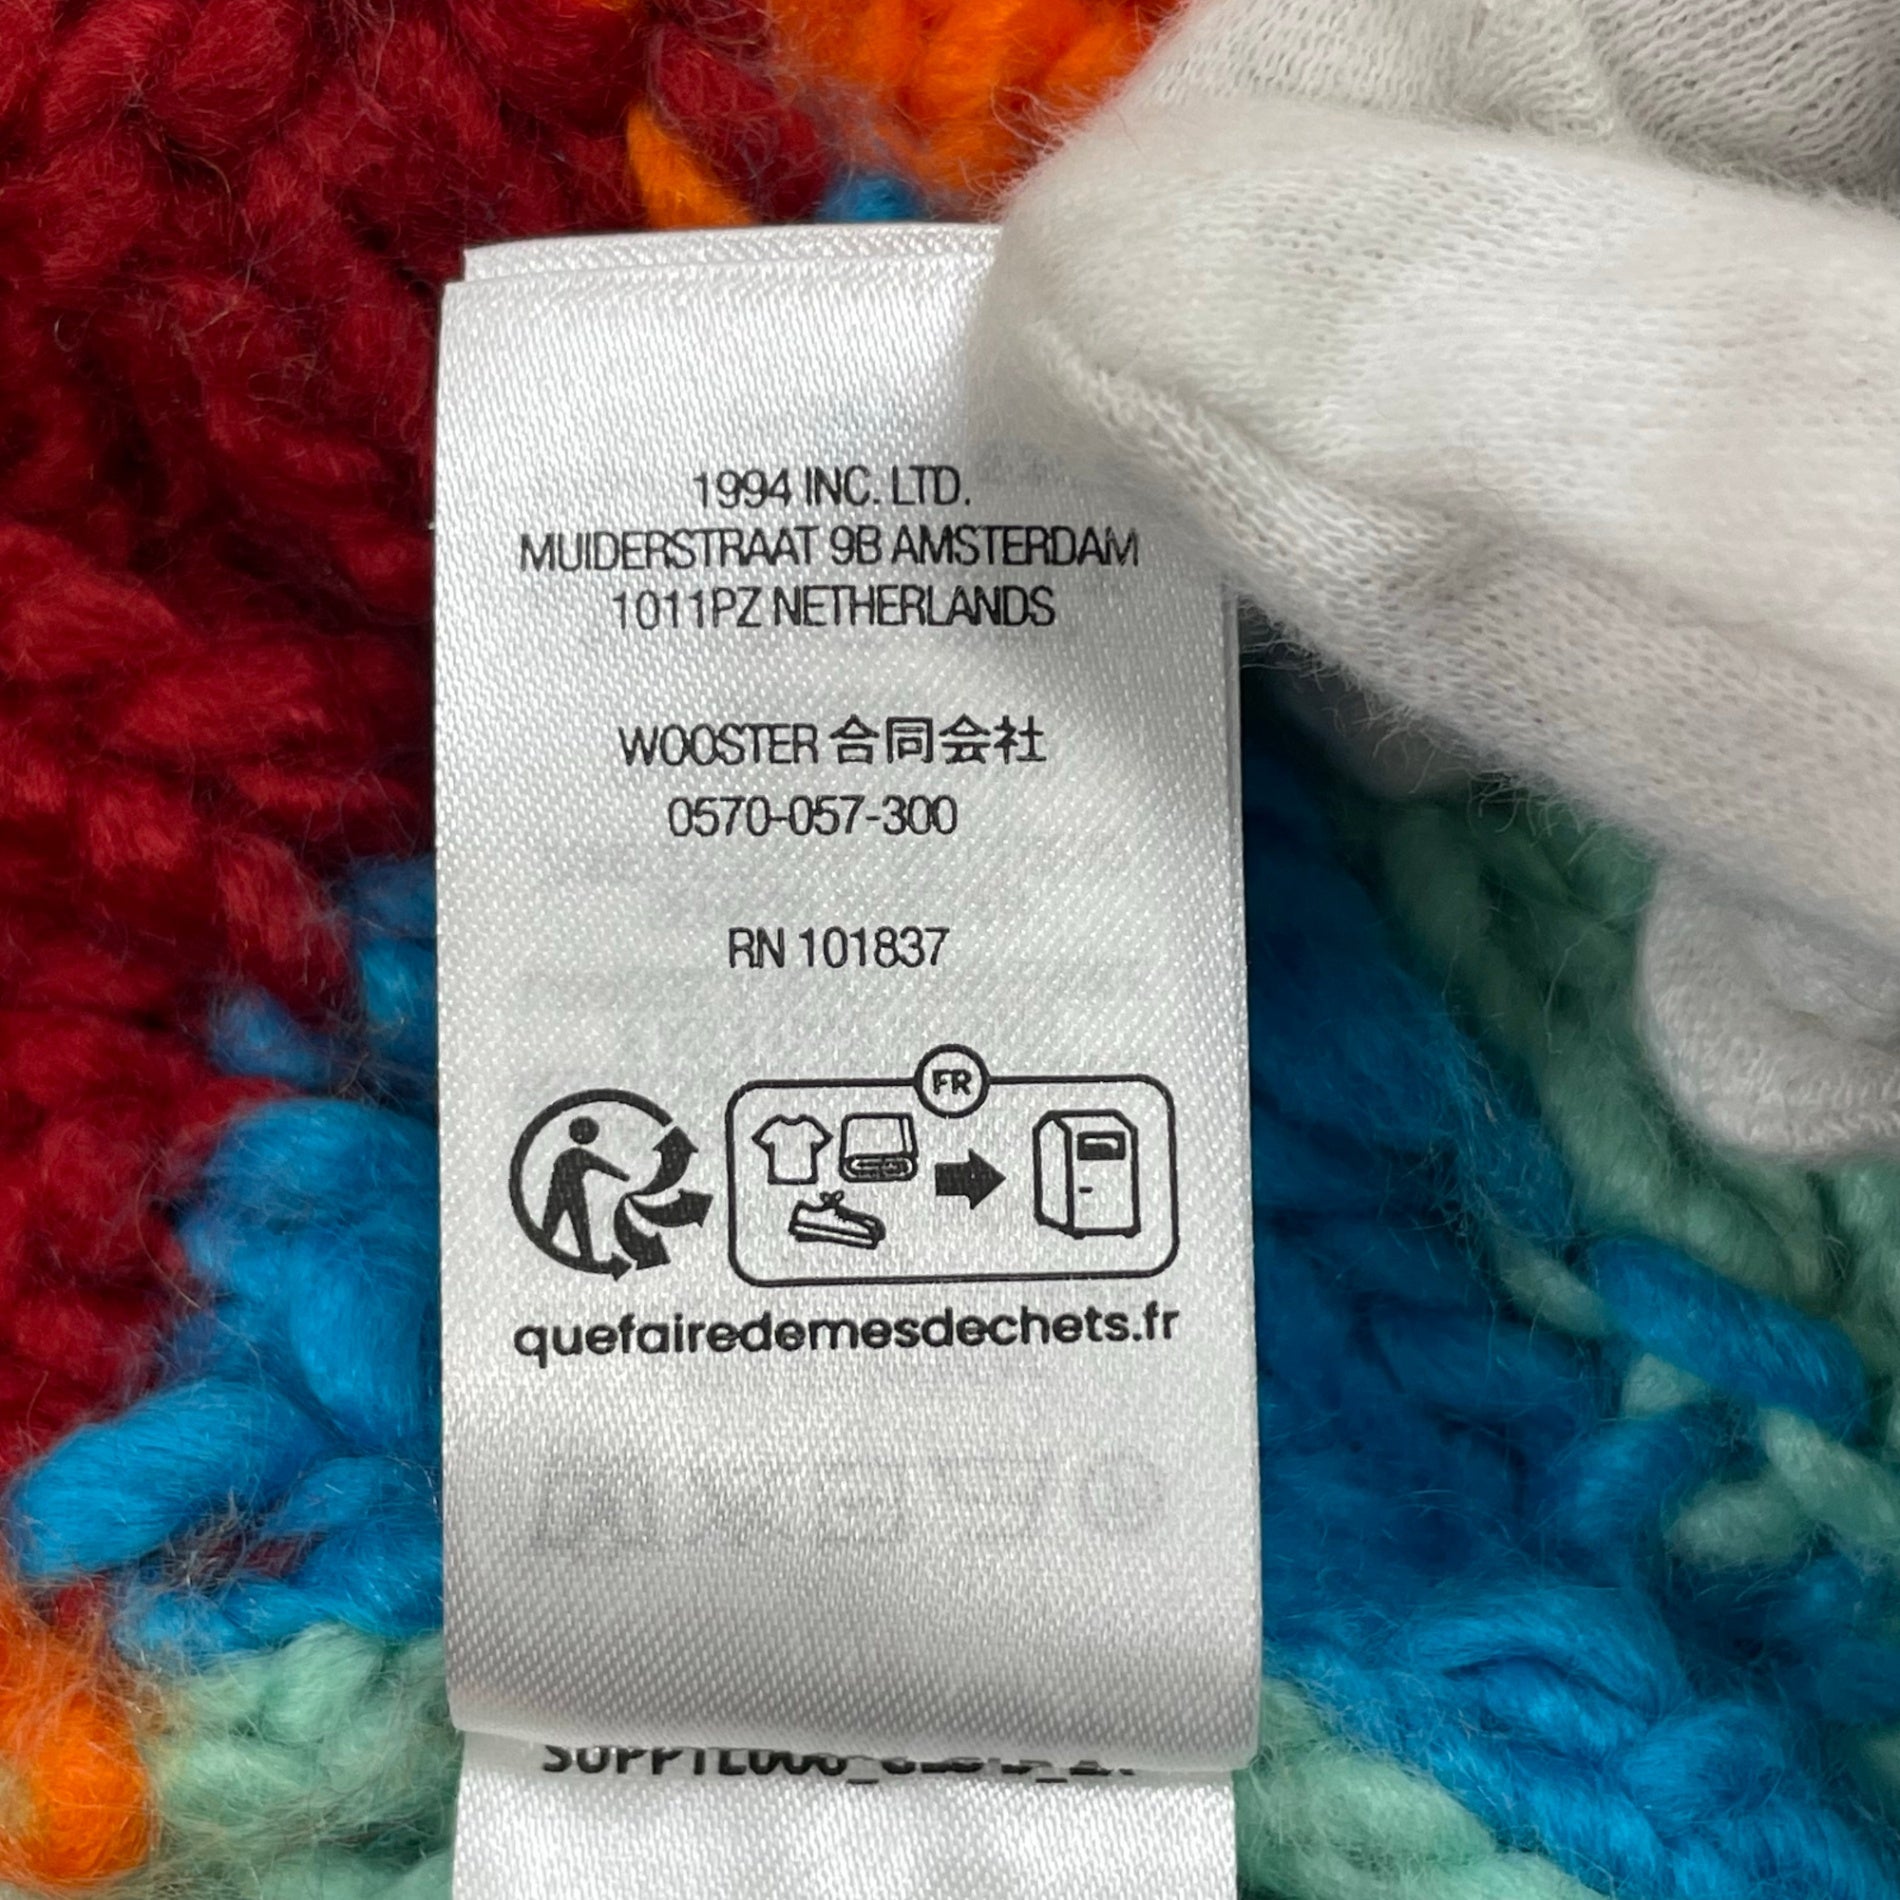 1994 INC. LTD.
MUIDERSTRAAT 9B AMSTERDAM
1011PZ NETHERLANDS
WOOSTER 合同会社
0570-057-300
RN 101837
FR
quefairedemesdechets.fr